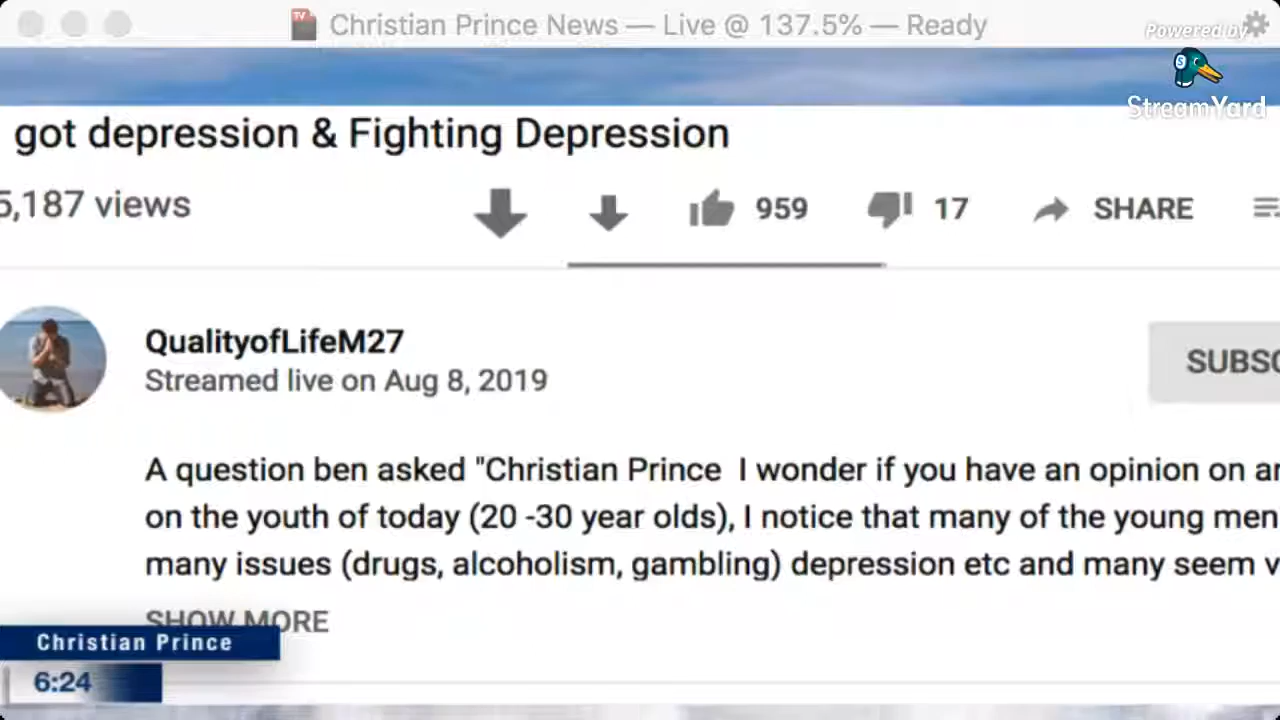 Christian Prince News — Live @ 137.5% — Ready
Powered by
StreamYard
got depression & Fighting Depression
5,187 views
959
17
SHARE
QualityofLifeM27
Streamed live on Aug 8, 2019
SUBSC
A question ben asked "Christian Prince I wonder if you have an opinion on an
on the youth of today (20 -30 year olds), I notice that many of the young men
many issues (drugs, alcoholism, gambling) depression etc and many seem v
SHOW MORE
Christian Prince
6:24